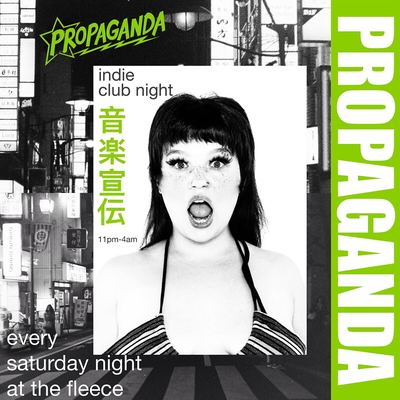 PROPAGANDA
indie
club night
音楽宣伝
11pm-4am
every
saturday night
at the fleece
PROPAGANDA